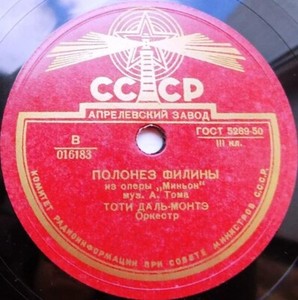 СССР
АПРЕЛЕВСКИЙ ЗАВОД
В
016183
ГОСТ 5289-50
III кл.
ПОЛОНЕЗ ФИЛИНЫ
из оперы „Миньон“
муз. А. Тома
ТОТИ ДАЛЬ-МОНТЭ
Оркестр
КОМИТЕТ РАДИОИНФОРМАЦИИ ПРИ СОВЕТЕ МИНИСТРОВ СССР